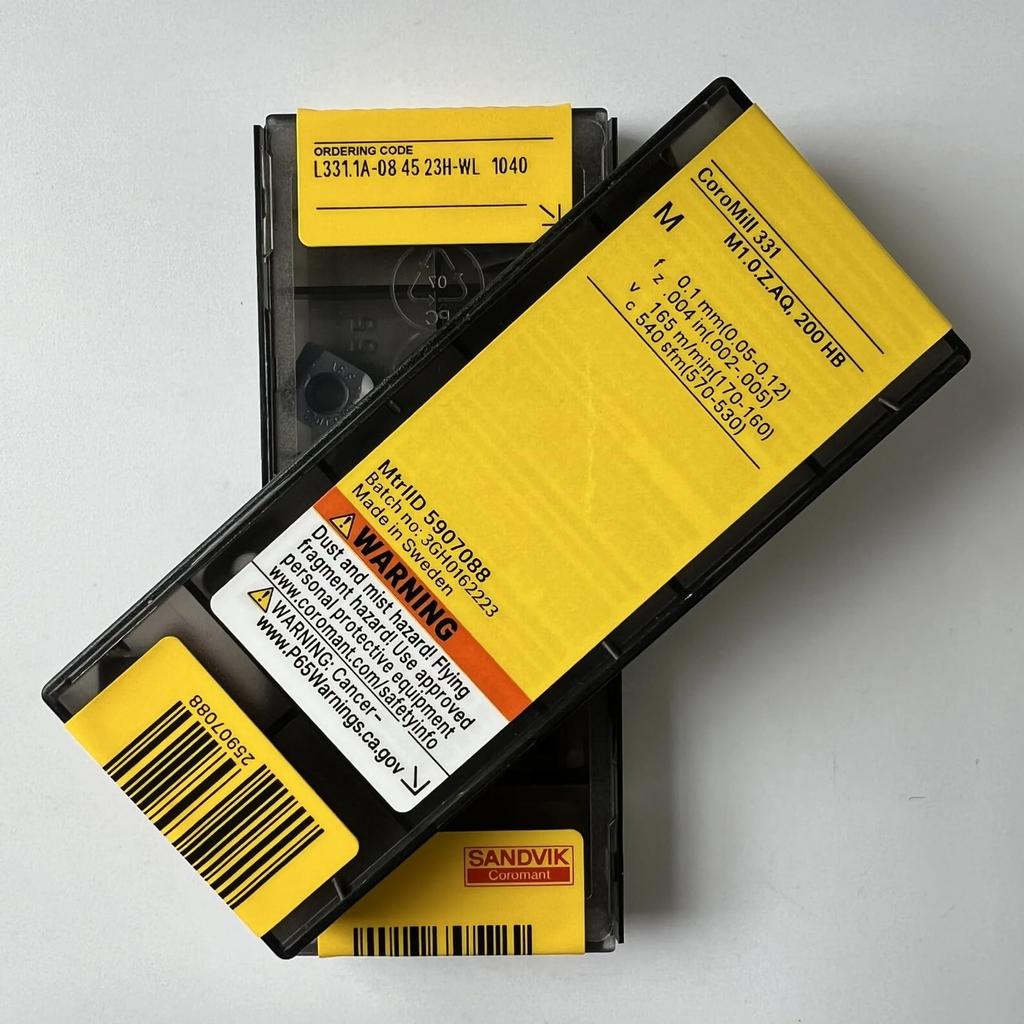 ORDERING CODE
L331.1A-08 45 23H-WL 1040
07
PC
CoroMill 331
M
M1.0.Z.AQ, 200 HB
f z 0.1 mm(0.05-0.12)
.004 in(.002-.005)
v c 165 m/min(170-160)
540 sfm(570-530)
MtrlID 5907088
Batch no: 3GH0162223
Made in Sweden
WARNING
Dust and mist hazard! Flying
fragment hazard! Use approved
personal protective equipment
www.coromant.com/safetyinfo
WARNING: Cancer–
www.P65Warnings.ca.gov
25907088
SANDVIK
Coromant